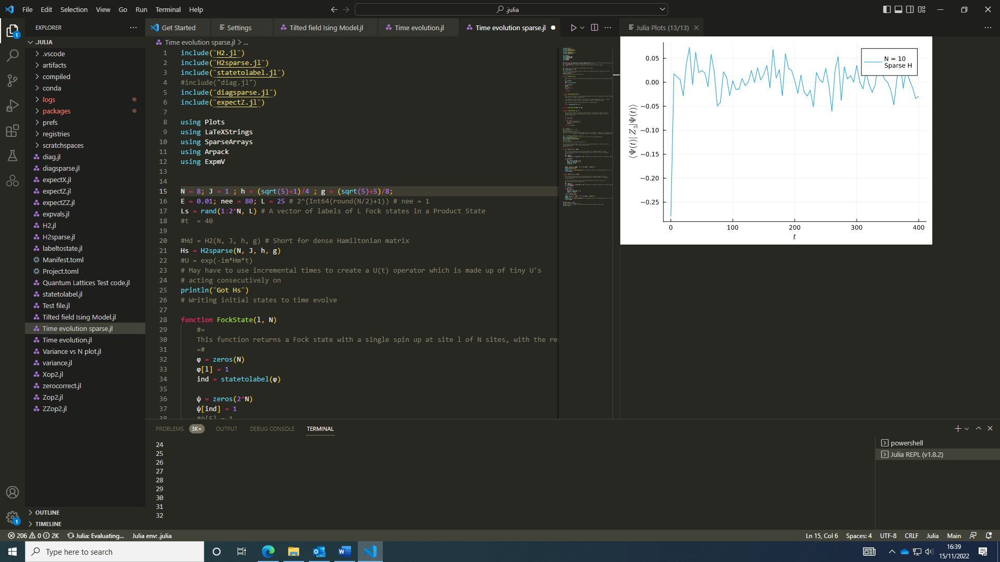 File Edit Selection View Go Run Terminal Help
.julia
EXPLORER
Get Started
Settings
Tilted field Ising Model.jl
Time evolution.jl
Time evolution sparse.jl
Julia Plots (13/13)
.JULIA
.vscode
artifacts
compiled
conda
logs
packages
prefs
registries
scratchspaces
diag.jl
diagsparse.jl
expectX.jl
expectZ.jl
expectZZ.jl
expvals.jl
H2.jl
H2sparse.jl
labeltostate.jl
Manifest.toml
Project.toml
Quantum Lattices Test code.jl
statetolabel.jl
Test file.jl
Tilted field Ising Model.jl
Time evolution sparse.jl
Time evolution.jl
Variance vs N plot.jl
variance.jl
Xop2.jl
zerocorrect.jl
Zop2.jl
ZZop2.jl
OUTLINE
TIMELINE
Time evolution sparse.jl > ...
1 include("H2.jl")
2 include("H2sparse.jl")
3 include("statetolabel.jl")
4 #include("diag.jl")
5 include("diagsparse.jl")
6 include("expectZ.jl")
7
8 using Plots
9 using LaTeXStrings
10 using SparseArrays
11 using Arpack
12 using ExpmV
13
14
15 N = 8; J = 1 ; h = (sqrt(5)+1)/4 ; g = (sqrt(5)+5)/8;
16 E = 0.01; nee = 80; L = 25 # 2^(Int64(round(N/2)+1)) # nee = 1
17 Ls = rand(1:2^N, L) # A vector of labels of L Fock states in a Product State
18 #t  = 40
19
20 #Hd = H2(N, J, h, g) # Short for dense Hamiltonian matrix
21 Hs = H2sparse(N, J, h, g)
22 #U = exp(-im*Hm*t)
23 # May have to use incremental times to create a U(t) operator which is made up of tiny U's
24 # acting consecutively on
25 println("Got Hs")
26 # Writing initial states to time evolve
27
28 function FockState(l, N)
29 #=
30 This function returns a Fock state with a single spin up at site l of N sites, with the re
31 =#
32 φ = zeros(N)
33 φ[l] = 1
34 ind = statetolabel(φ)
35
36 ψ = zeros(2^N)
37 ψ[ind] = 1
38 #ψ[5] = 1
N = 10
Sparse H
⟨Ψ(t)| Z₅|Ψ(t)⟩
0.05
0.00
−0.05
−0.10
−0.15
−0.20
−0.25
0 100 200 300 400
t
PROBLEMS 3K+ OUTPUT DEBUG CONSOLE TERMINAL
24
25
26
27
28
29
30
31
32
powershell
Julia REPL (v1.8.2)
206 0 2K Julia: Evaluating... Julia env: .julia
Ln 15, Col 6 Spaces: 4 UTF-8 CRLF Julia Main
Type here to search
16:39
15/11/2022